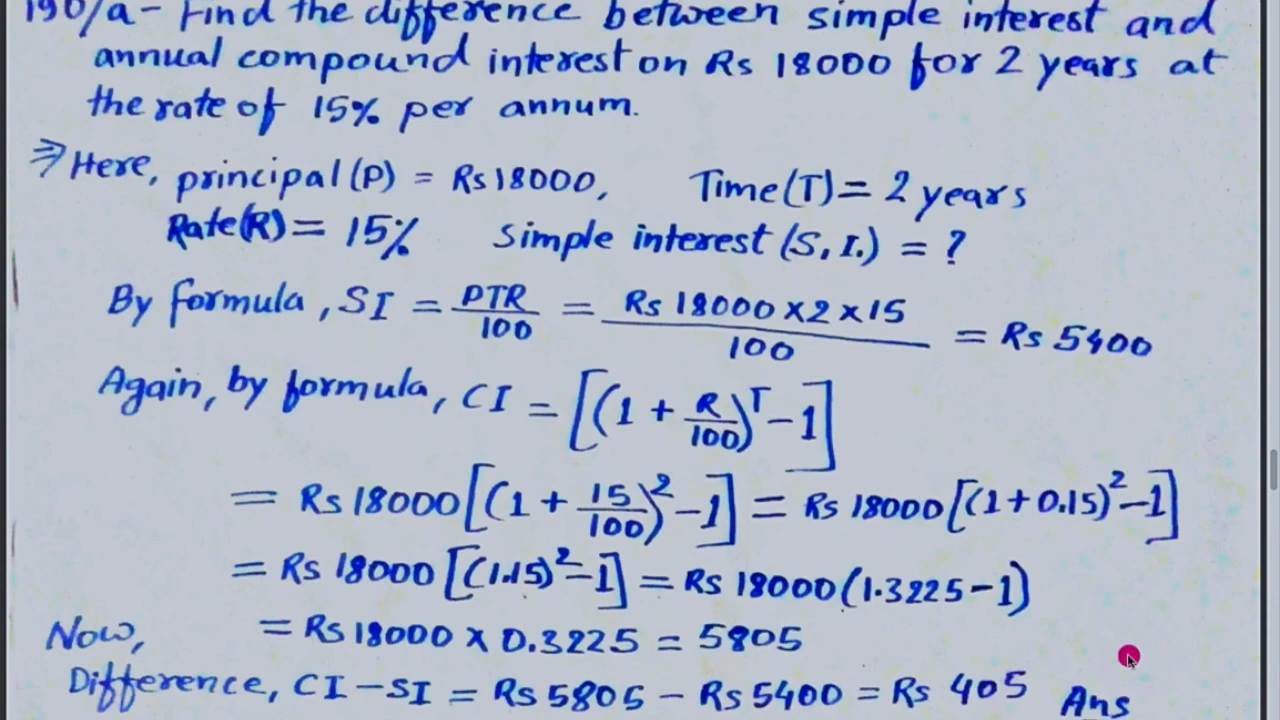 190/a- Find the difference between simple interest and
annual compound interest on Rs 18000 for 2 years at
the rate of 15% per annum.
⇒ Here, principal (P) = Rs 18000, Time (T) = 2 years
Rate (R) = 15% Simple interest (S.I.) = ?
By formula, SI = PTR/100 = Rs 18000 x 2 x 15/100 = Rs 5400
Again, by formula, CI = [(1 + R/100)^T - 1]
= Rs 18000 [(1 + 15/100)^2 - 1] = Rs 18000 [(1 + 0.15)^2 - 1]
= Rs 18000 [(1.15)^2 - 1] = Rs 18000 (1.3225 - 1)
Now, = Rs 18000 x 0.3225 = 5805
Difference, CI - SI = Rs 5805 - Rs 5400 = Rs 405 Ans